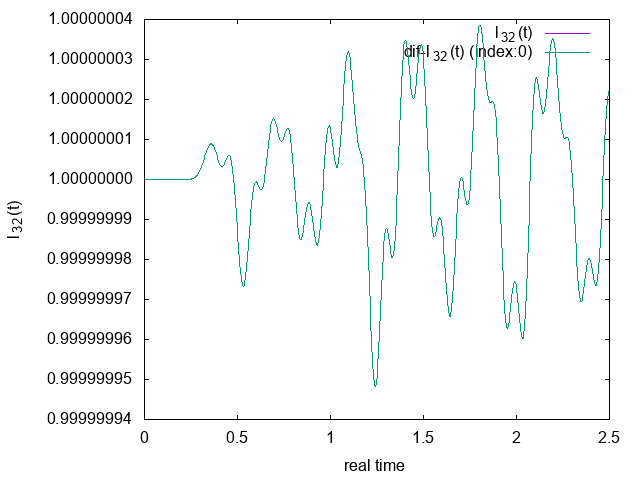 1.00000004
1.00000003
1.00000002
1.00000001
1.00000000
0.99999999
0.99999998
0.99999997
0.99999996
0.99999995
0.99999994
I32(t)
I32(t)
dif-I32(t) (index:0)
0 0.5 1 1.5 2 2.5
real time